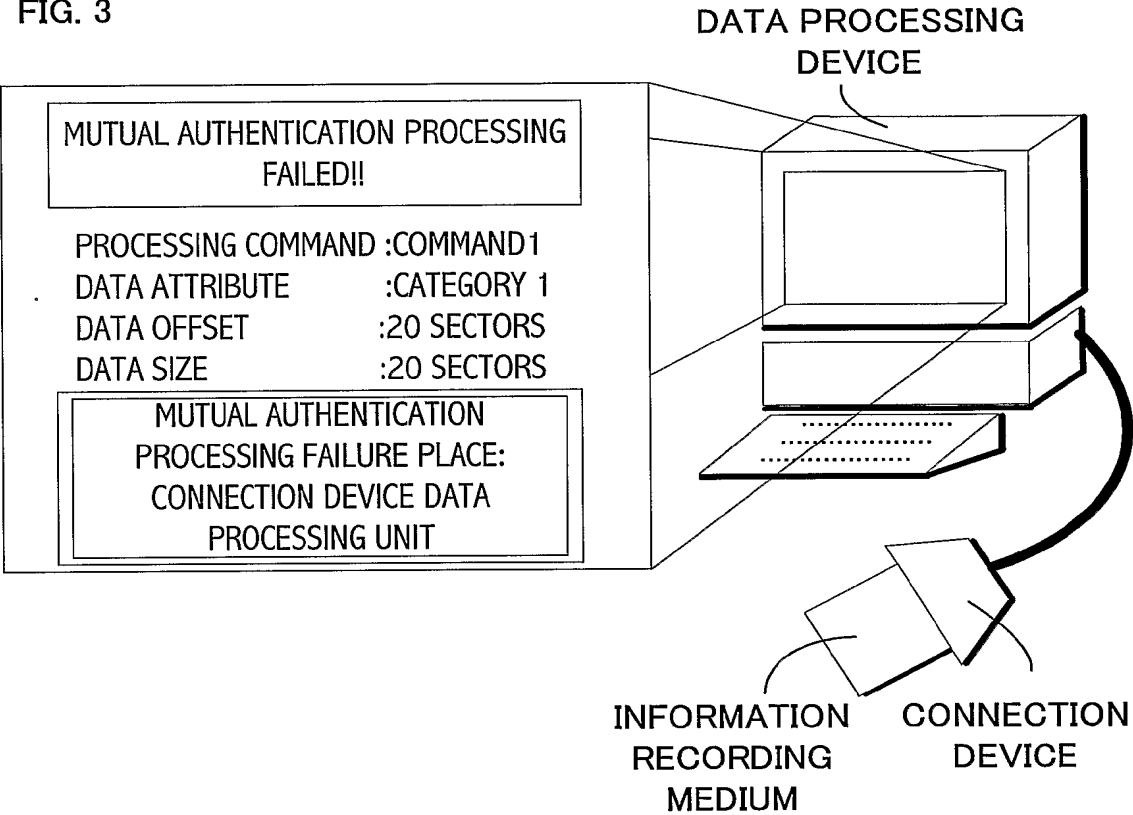 FIG. 3
DATA PROCESSING
DEVICE
MUTUAL AUTHENTICATION PROCESSING
FAILED!!
PROCESSING COMMAND :COMMAND1
DATA ATTRIBUTE :CATEGORY 1
DATA OFFSET :20 SECTORS
DATA SIZE :20 SECTORS
MUTUAL AUTHENTICATION
PROCESSING FAILURE PLACE:
CONNECTION DEVICE DATA
PROCESSING UNIT
INFORMATION
RECORDING
MEDIUM
CONNECTION
DEVICE